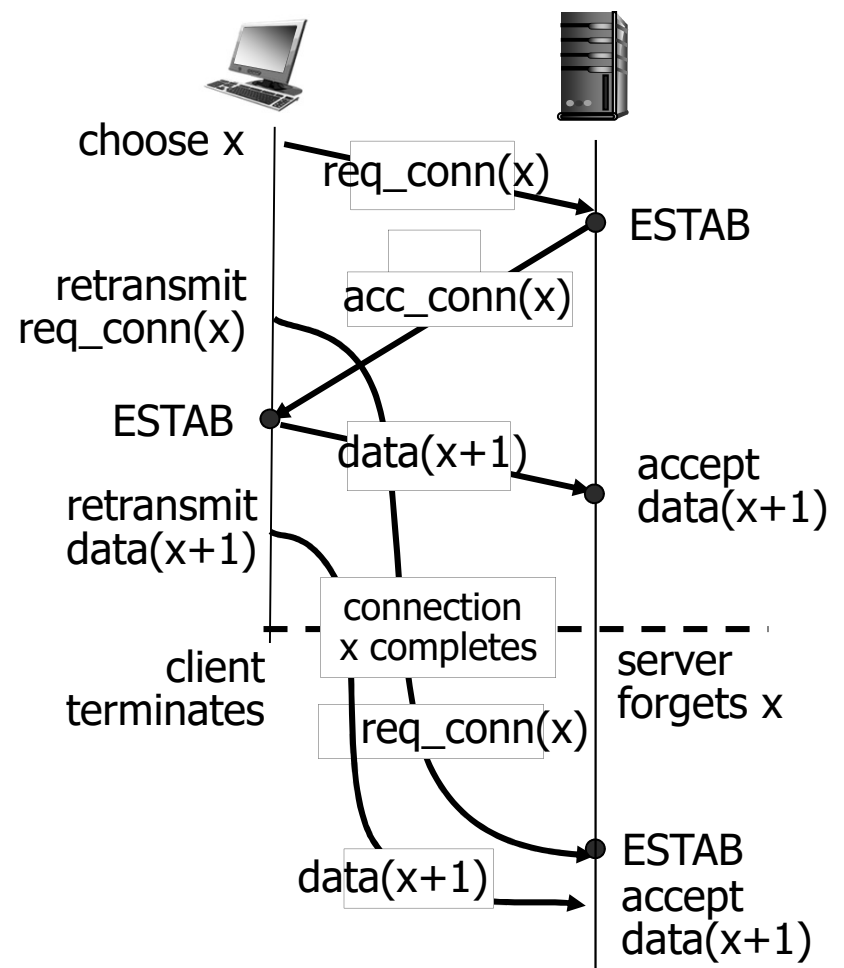 choose x
req_conn(x)
ESTAB
retransmit
req_conn(x)
acc_conn(x)
ESTAB
data(x+1)
accept
data(x+1)
retransmit
data(x+1)
connection
x completes
client
terminates
server
forgets x
req_conn(x)
ESTAB
data(x+1)
accept
data(x+1)